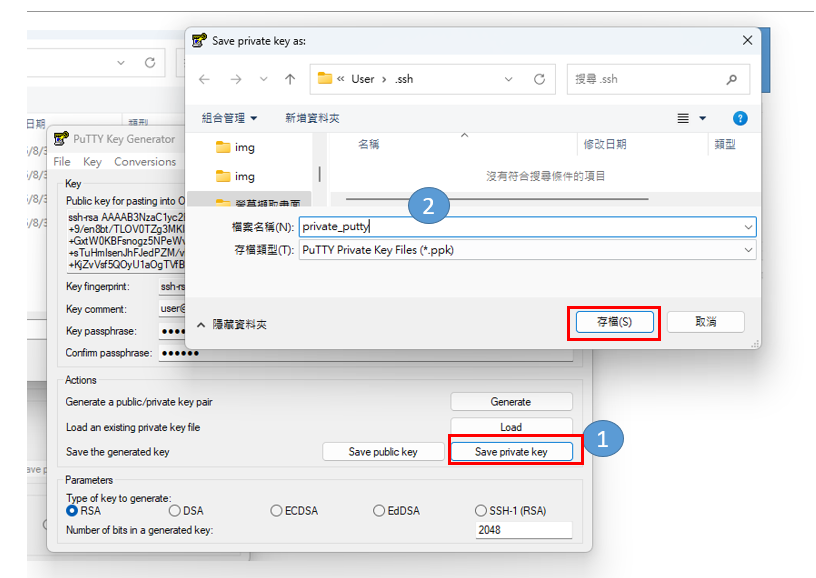 Save private key as:
« User › .ssh
搜尋 .ssh
組合管理
新增資料夾
?
img
img
螢幕擷取畫面
名稱
修改日期
類型
沒有符合搜尋條件的項目
2
檔案名稱(N):
private_putty
存檔類型(T):
PuTTY Private Key Files (*.ppk)
隱藏資料夾
存檔(S)
取消
日期
類型
PuTTY Key Generator
File Key Conversions
Key
Public key for pasting into O
ssh-rsa
+sTuHmIsenJhFJedPZM/v
+KjZvVsf5QOyU1aOgTVfB
Key fingerprint:
ssh-rs
Key comment:
user@
Key passphrase:
Confirm passphrase:
Actions
Generate a public/private key pair
Generate
Load an existing private key file
Load
Save the generated key
Save public key
Save private key
1
Parameters
Type of key to generate:
RSA
DSA
ECDSA
EdDSA
SSH-1 (RSA)
Number of bits in a generated key:
2048